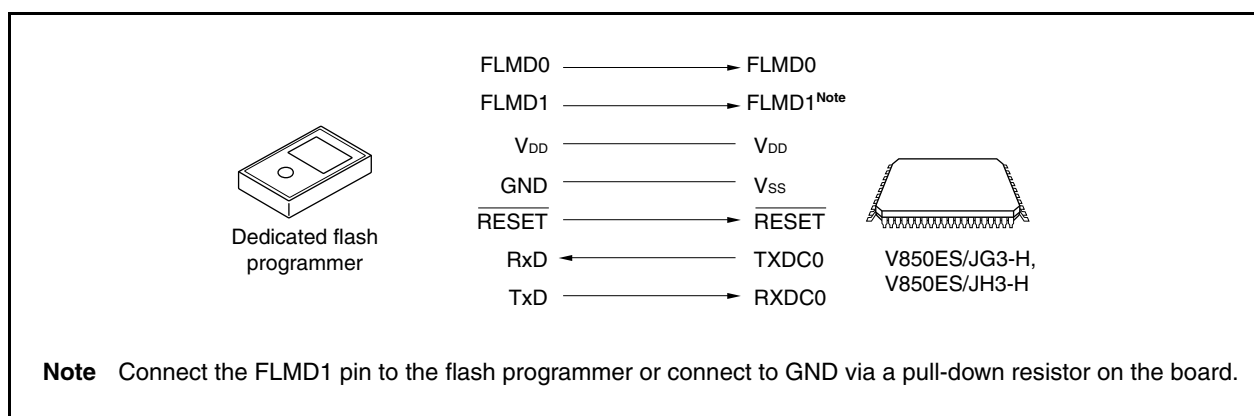 FLMD0 FLMD0
FLMD1 FLMD1Note
VDD VDD
GND VSS
RESET RESET
Dedicated flash
programmer
RxD TXDC0
TxD RXDC0
V850ES/JG3-H,
V850ES/JH3-H
Note Connect the FLMD1 pin to the flash programmer or connect to GND via a pull-down resistor on the board.